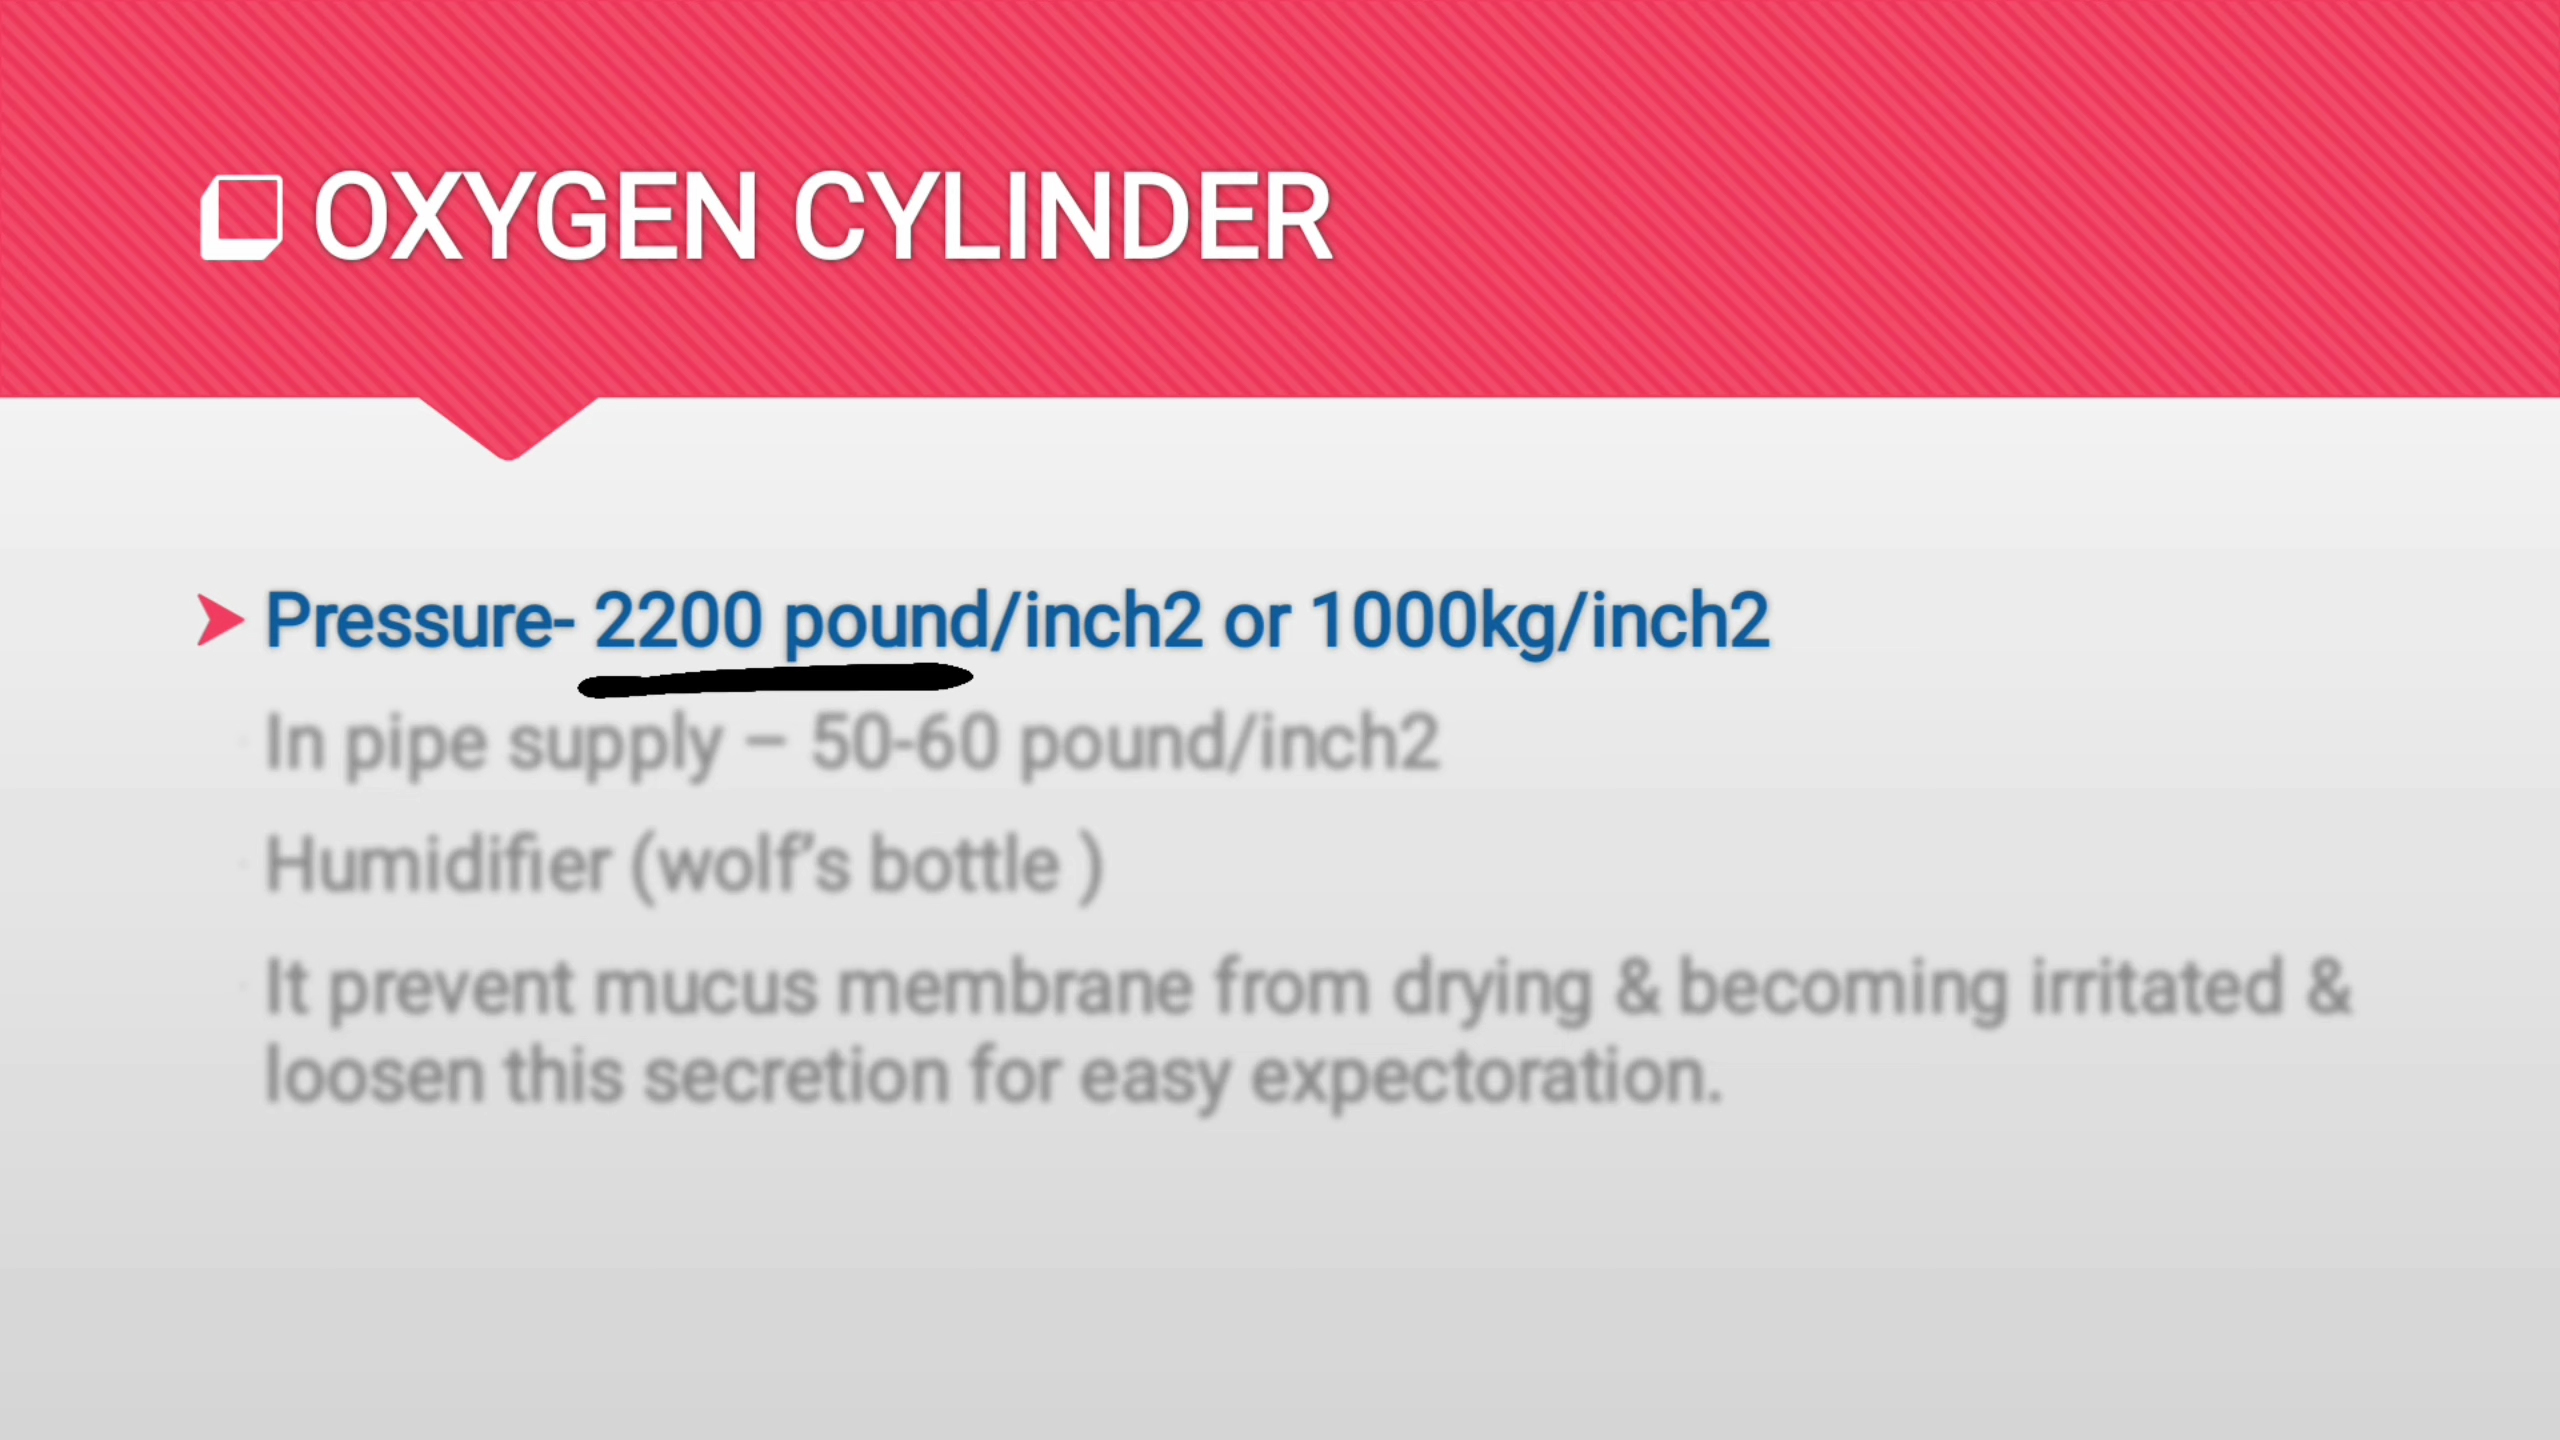 OXYGEN CYLINDER
Pressure- 2200 pound/inch2 or 1000kg/inch2
In pipe supply – 50-60 pound/inch2
Humidifier (wolf’s bottle )
It prevent mucus membrane from drying & becoming irritated &
loosen this secretion for easy expectoration.